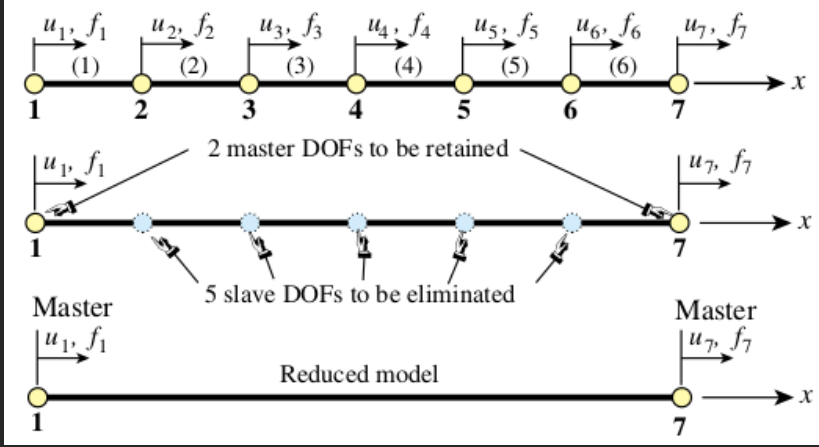 u1, f1 u2, f2 u3, f3 u4, f4 u5, f5 u6, f6 u7, f7
(1) (2) (3) (4) (5) (6)
x
1 2 3 4 5 6 7
2 master DOFs to be retained
u1, f1 u7, f7
x
1 7
5 slave DOFs to be eliminated
Master Master
u1, f1 u7, f7
Reduced model
x
1 7